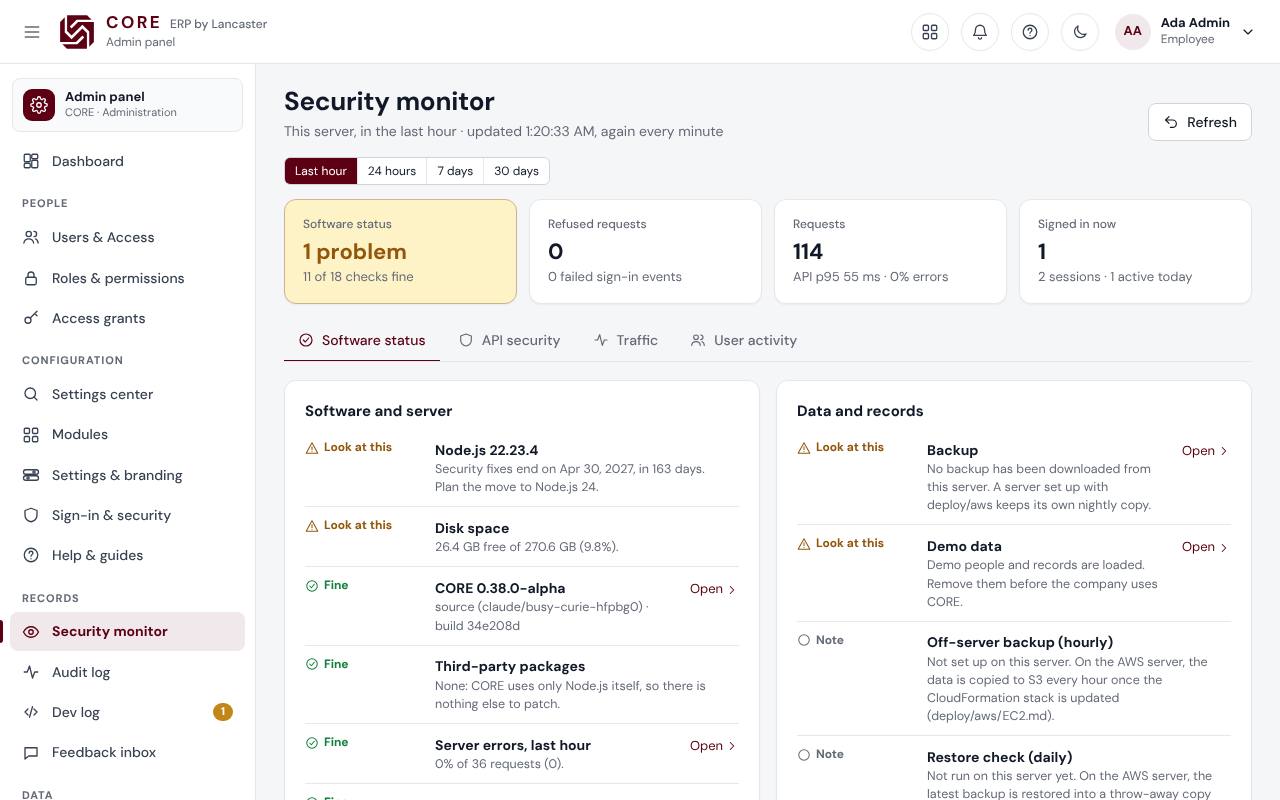 CORE ERP by Lancaster
Admin panel
AA
Ada Admin
Employee
Admin panel
CORE · Administration
Dashboard
PEOPLE
Users & Access
Roles & permissions
Access grants
CONFIGURATION
Settings center
Modules
Settings & branding
Sign-in & security
Help & guides
RECORDS
Security monitor
Audit log
Dev log 1
Feedback inbox
DATA
Security monitor
This server, in the last hour · updated 1:20:33 AM, again every minute
Refresh
Last hour 24 hours 7 days 30 days
Software status
1 problem
11 of 18 checks fine
Refused requests
0
0 failed sign-in events
Requests
114
API p95 55 ms · 0% errors
Signed in now
1
2 sessions · 1 active today
Software status API security Traffic User activity
Software and server
Look at this
Node.js 22.23.4
Security fixes end on Apr 30, 2027, in 163 days.
Plan the move to Node.js 24.
Look at this
Disk space
26.4 GB free of 270.6 GB (9.8%).
Fine
CORE 0.38.0-alpha
source (claude/busy-curie-hfpbg0) ·
build 34e208d
Open
Fine
Third-party packages
None: CORE uses only Node.js itself, so there is
nothing else to patch.
Fine
Server errors, last hour
0% of 36 requests (0).
Open
Data and records
Look at this
Backup
No backup has been downloaded from
this server. A server set up with
deploy/aws keeps its own nightly copy.
Open
Look at this
Demo data
Demo people and records are loaded.
Remove them before the company uses
CORE.
Open
Note
Off-server backup (hourly)
Not set up on this server. On the AWS server, the
data is copied to S3 every hour once the
CloudFormation stack is updated
(deploy/aws/EC2.md).
Note
Restore check (daily)
Not run on this server yet. On the AWS server, the
latest backup is restored into a throw-away copy